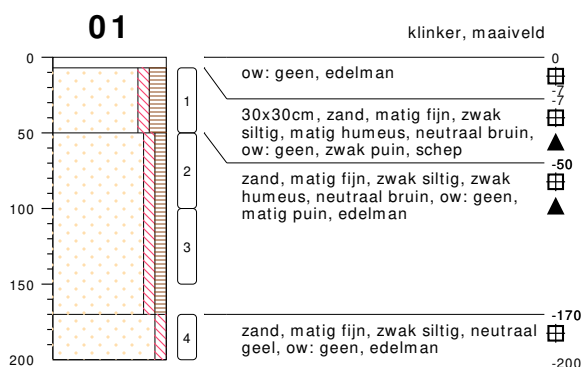 01
klinker, maaiveld
0
0
ow: geen, edelman
-7
-7
1
30x30cm, zand, matig fijn, zwak
siltig, matig humeus, neutraal bruin,
ow: geen, zwak puin, schep
50
-50
2
zand, matig fijn, zwak siltig, zwak
humeus, neutraal bruin, ow: geen,
matig puin, edelman
100
3
150
-170
4
zand, matig fijn, zwak siltig, neutraal
geel, ow: geen, edelman
200
-200